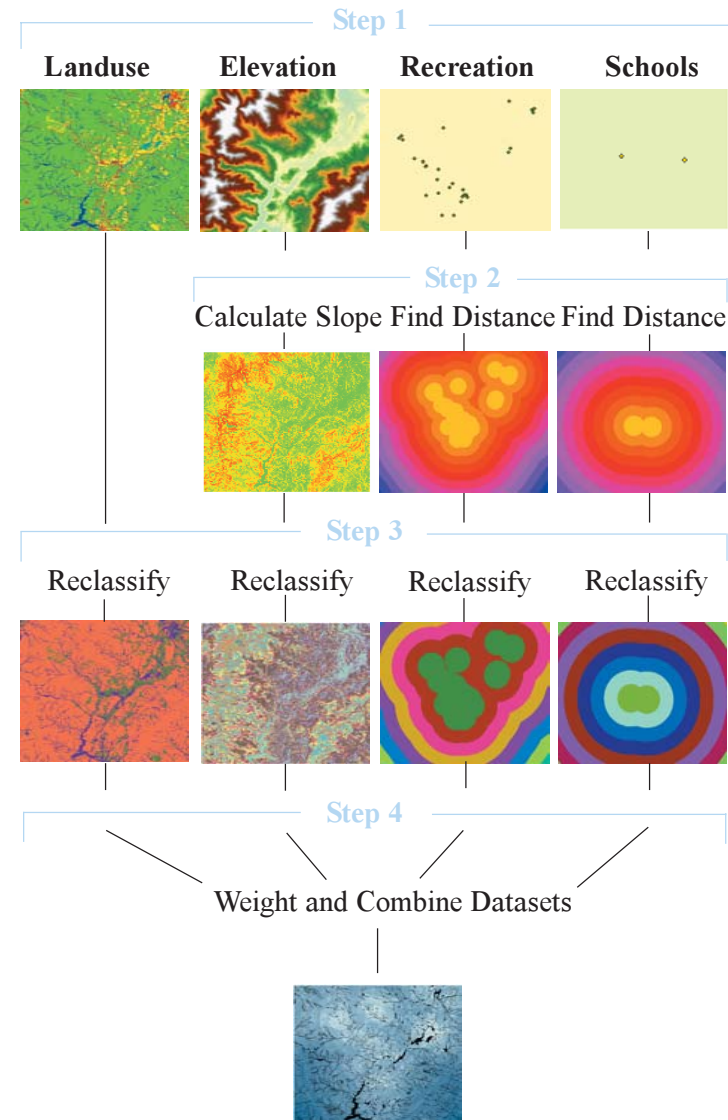 Step 1
Landuse Elevation Recreation Schools
Step 2
Calculate Slope Find Distance Find Distance
Step 3
Reclassify Reclassify Reclassify Reclassify
Step 4
Weight and Combine Datasets